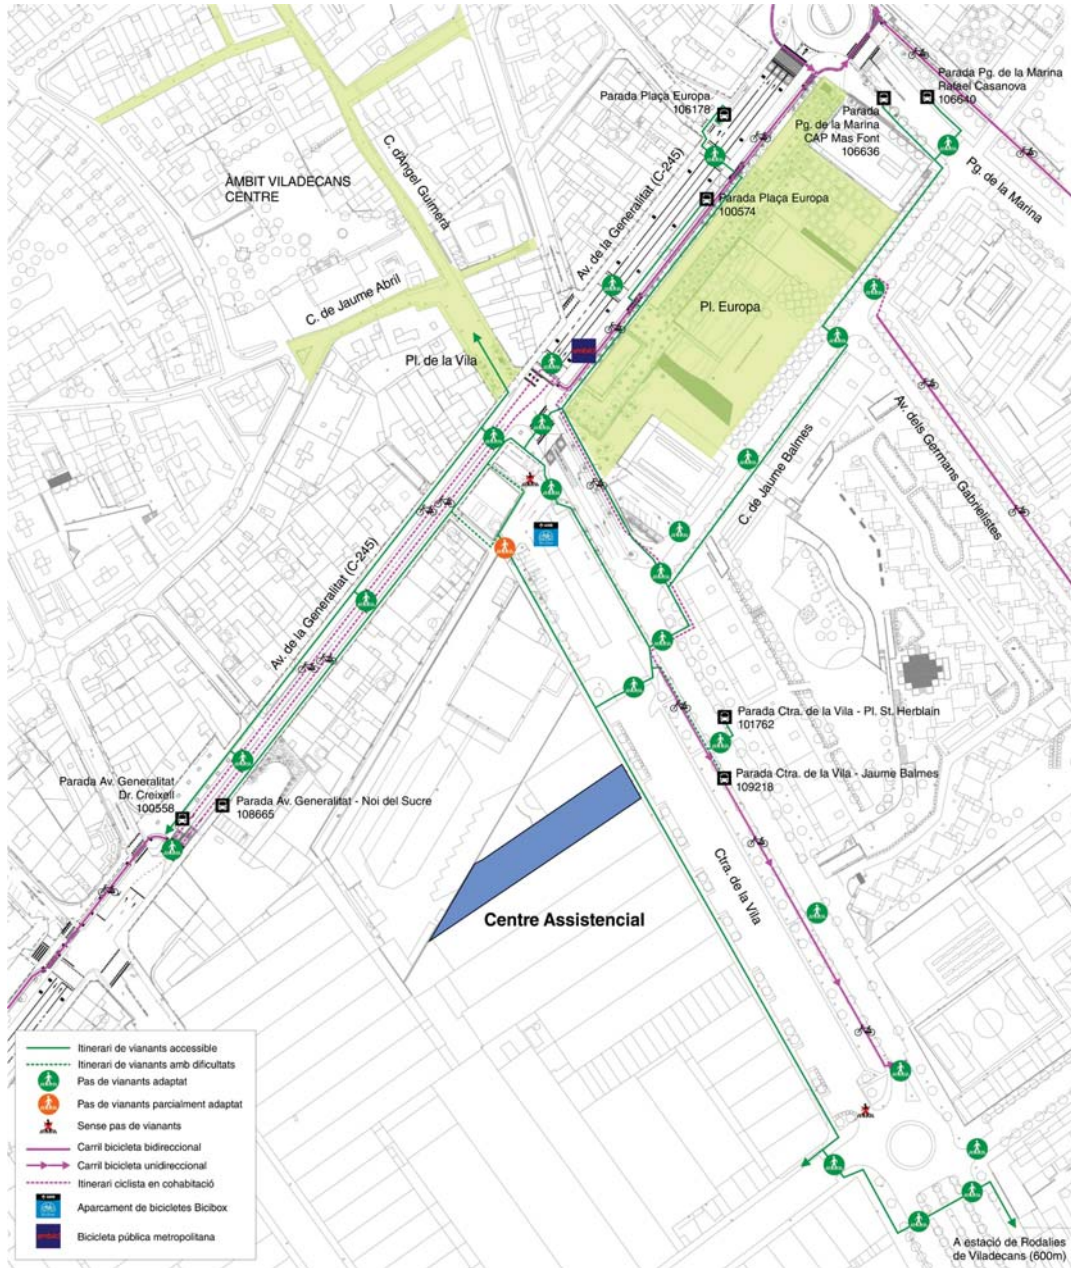 Parada Pg. de la Marina
Rafael Casanova
106640
Parada Plaça Europa
106178
Parada
Pg. de la Marina
CAP Mas Font
106636
C. d'Àngel Guimerà
ÀMBIT VILADECANS
CENTRE
Pg. de la Marina
Av. de la Generalitat (C-245)
Parada Plaça Europa
100574
C. de Jaume Abril
Pl. Europa
Pl. de la Vila
Av. dels Germans Gabrielistes
C. de Jaume Balmes
Av. de la Generalitat (C-245)
Parada Ctra. de la Vila - Pl. St. Herblain
101762
Parada Av. Generalitat
Dr. Creixell
100558
Parada Av. Generalitat - Noi del Sucre
108665
Parada Ctra. de la Vila - Jaume Balmes
109218
Ctra. de la Vila
Centre Assistencial
Itinerari de vianants accessible
Itinerari de vianants amb dificultats
Pas de vianants adaptat
Pas de vianants parcialment adaptat
Sense pas de vianants
Carril bicicleta bidireccional
Carril bicicleta unidireccional
Itinerari ciclista en cohabitació
Aparcament de bicicletes Bicibox
Bicicleta pública metropolitana
A estació de Rodalies
de Viladecans (600m)